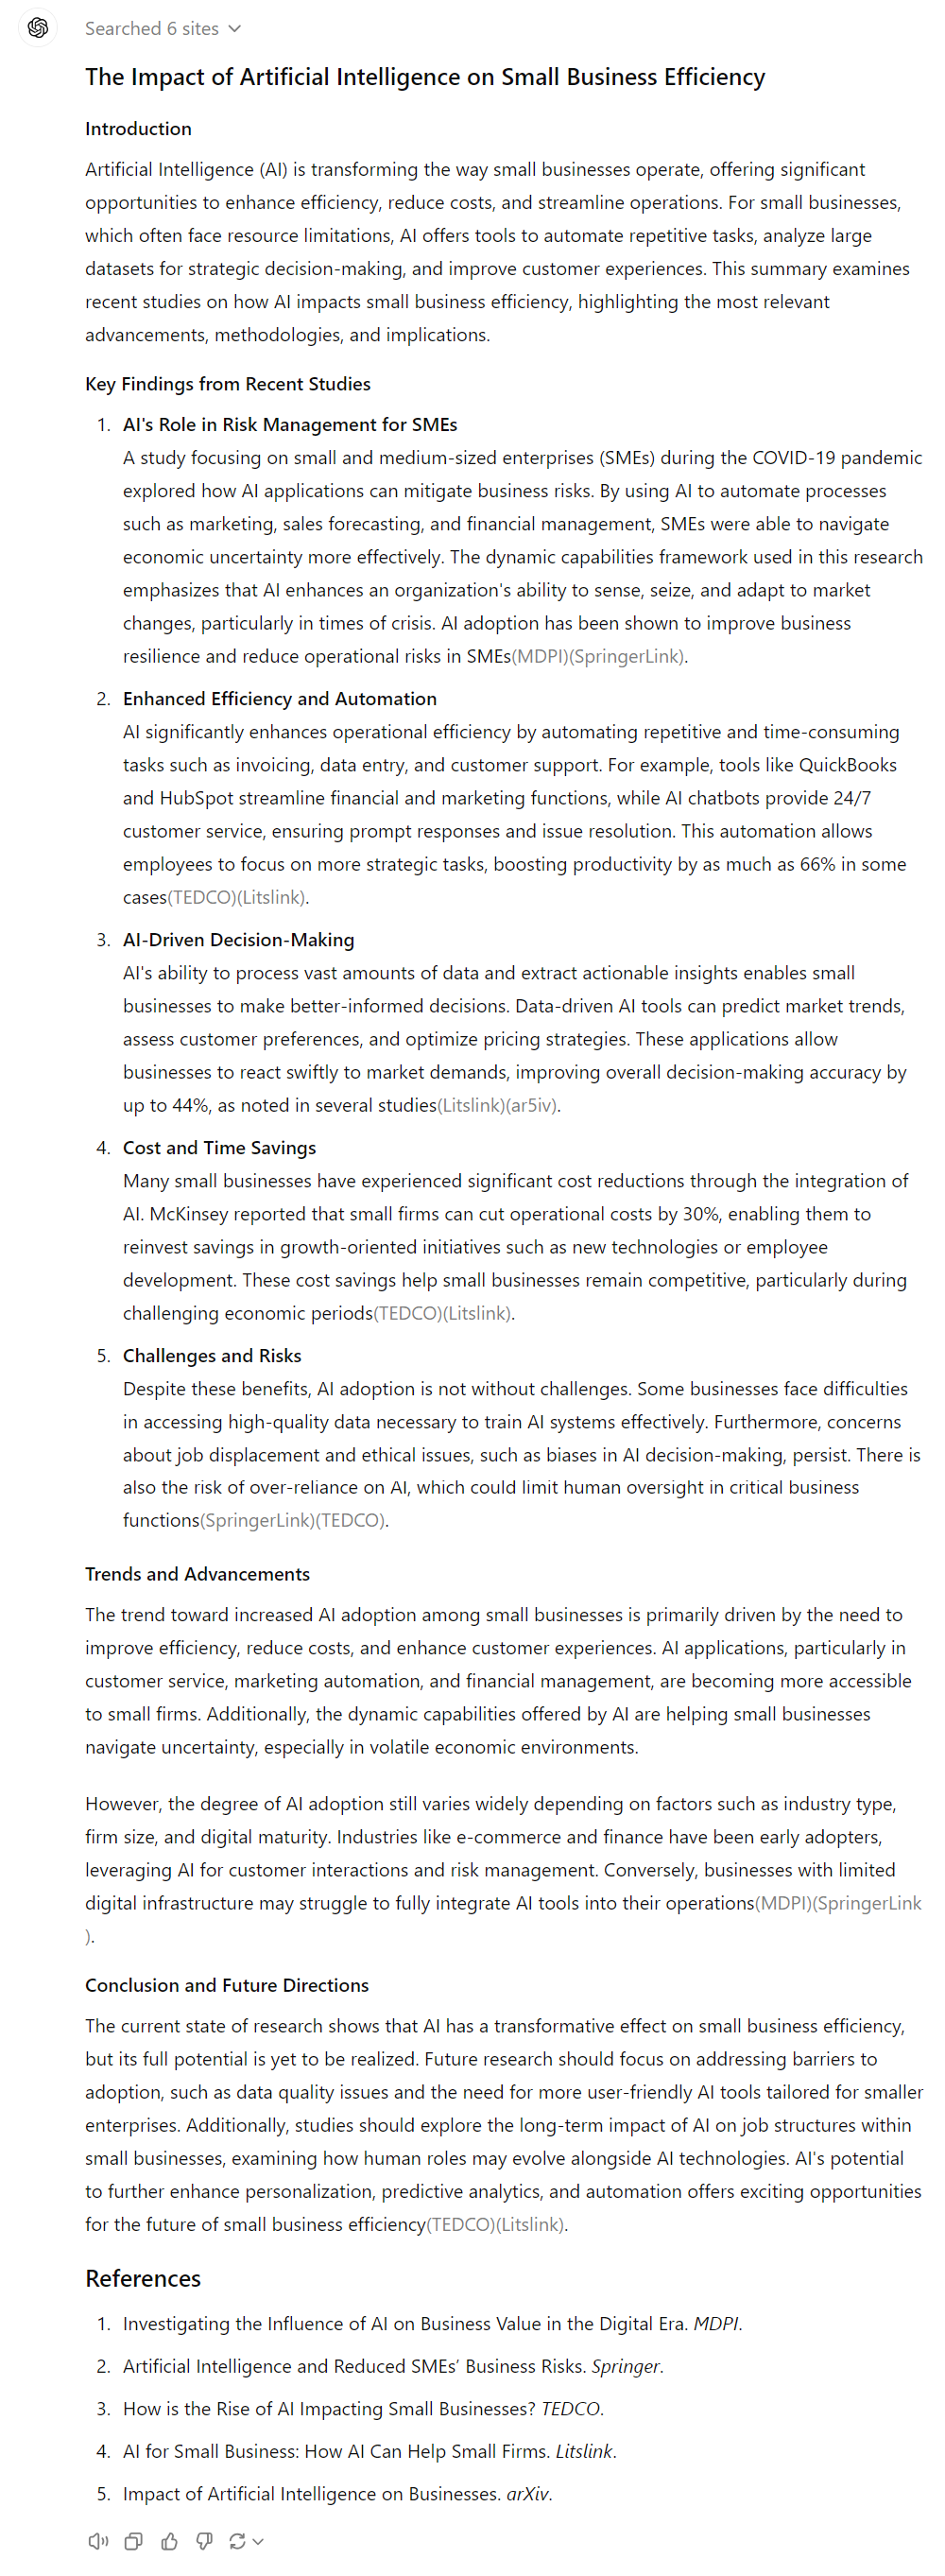 Searched 6 sites
The Impact of Artificial Intelligence on Small Business Efficiency
Introduction
Artificial Intelligence (AI) is transforming the way small businesses operate, offering significant
opportunities to enhance efficiency, reduce costs, and streamline operations. For small businesses,
which often face resource limitations, AI offers tools to automate repetitive tasks, analyze large
datasets for strategic decision-making, and improve customer experiences. This summary examines
recent studies on how AI impacts small business efficiency, highlighting the most relevant
advancements, methodologies, and implications.
Key Findings from Recent Studies
1. AI's Role in Risk Management for SMEs
A study focusing on small and medium-sized enterprises (SMEs) during the COVID-19 pandemic
explored how AI applications can mitigate business risks. By using AI to automate processes
such as marketing, sales forecasting, and financial management, SMEs were able to navigate
economic uncertainty more effectively. The dynamic capabilities framework used in this research
emphasizes that AI enhances an organization's ability to sense, seize, and adapt to market
changes, particularly in times of crisis. AI adoption has been shown to improve business
resilience and reduce operational risks in SMEs(MDPI)(SpringerLink).
2. Enhanced Efficiency and Automation
AI significantly enhances operational efficiency by automating repetitive and time-consuming
tasks such as invoicing, data entry, and customer support. For example, tools like QuickBooks
and HubSpot streamline financial and marketing functions, while AI chatbots provide 24/7
customer service, ensuring prompt responses and issue resolution. This automation allows
employees to focus on more strategic tasks, boosting productivity by as much as 66% in some
cases(TEDCO)(Litslink).
3. AI-Driven Decision-Making
AI's ability to process vast amounts of data and extract actionable insights enables small
businesses to make better-informed decisions. Data-driven AI tools can predict market trends,
assess customer preferences, and optimize pricing strategies. These applications allow
businesses to react swiftly to market demands, improving overall decision-making accuracy by
up to 44%, as noted in several studies(Litslink)(ar5iv).
4. Cost and Time Savings
Many small businesses have experienced significant cost reductions through the integration of
AI. McKinsey reported that small firms can cut operational costs by 30%, enabling them to
reinvest savings in growth-oriented initiatives such as new technologies or employee
development. These cost savings help small businesses remain competitive, particularly during
challenging economic periods(TEDCO)(Litslink).
5. Challenges and Risks
Despite these benefits, AI adoption is not without challenges. Some businesses face difficulties
in accessing high-quality data necessary to train AI systems effectively. Furthermore, concerns
about job displacement and ethical issues, such as biases in AI decision-making, persist. There is
also the risk of over-reliance on AI, which could limit human oversight in critical business
functions(SpringerLink)(TEDCO).
Trends and Advancements
The trend toward increased AI adoption among small businesses is primarily driven by the need to
improve efficiency, reduce costs, and enhance customer experiences. AI applications, particularly in
customer service, marketing automation, and financial management, are becoming more accessible
to small firms. Additionally, the dynamic capabilities offered by AI are helping small businesses
navigate uncertainty, especially in volatile economic environments.
However, the degree of AI adoption still varies widely depending on factors such as industry type,
firm size, and digital maturity. Industries like e-commerce and finance have been early adopters,
leveraging AI for customer interactions and risk management. Conversely, businesses with limited
digital infrastructure may struggle to fully integrate AI tools into their operations(MDPI)(SpringerLink
).
Conclusion and Future Directions
The current state of research shows that AI has a transformative effect on small business efficiency,
but its full potential is yet to be realized. Future research should focus on addressing barriers to
adoption, such as data quality issues and the need for more user-friendly AI tools tailored for smaller
enterprises. Additionally, studies should explore the long-term impact of AI on job structures within
small businesses, examining how human roles may evolve alongside AI technologies. AI's potential
to further enhance personalization, predictive analytics, and automation offers exciting opportunities
for the future of small business efficiency(TEDCO)(Litslink).
References
1. Investigating the Influence of AI on Business Value in the Digital Era. MDPI.
2. Artificial Intelligence and Reduced SMEs’ Business Risks. Springer.
3. How is the Rise of AI Impacting Small Businesses? TEDCO.
4. AI for Small Business: How AI Can Help Small Firms. Litslink.
5. Impact of Artificial Intelligence on Businesses. arXiv.